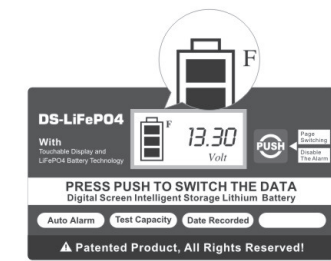 F
DS-LiFePO4
With
Touchable Display and
LiFePO4 Battery Technology
F
13.30
Volt
PUSH
Page
Switching
Disable
The Alarm
PRESS PUSH TO SWITCH THE DATA
Digital Screen Intelligent Storage Lithium Battery
Auto Alarm
Test Capacity
Date Recorded
Patented Product, All Rights Reserved!